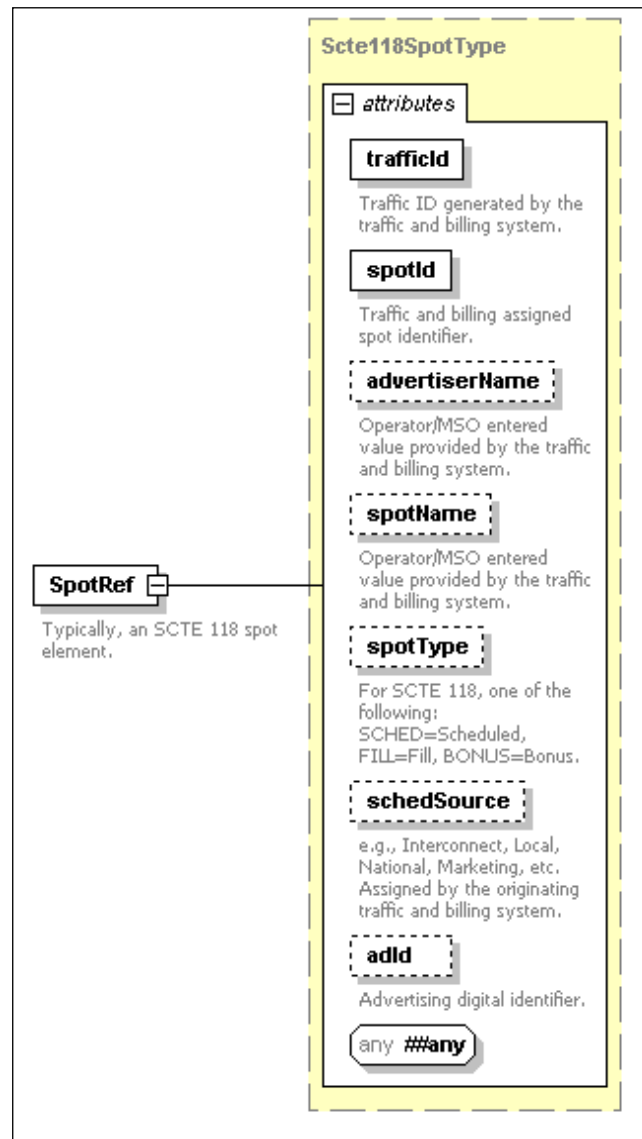 Scte118SpotType
attributes
trafficId
Traffic ID generated by the
traffic and billing system.
spotId
Traffic and billing assigned
spot identifier.
advertiserName
Operator/MSO entered
value provided by the traffic
and billing system.
spotName
Operator/MSO entered
value provided by the traffic
and billing system.
SpotRef
Typically, an SCTE 118 spot
element.
spotType
For SCTE 118, one of the
following:
SCHED=Scheduled,
FILL=Fill, BONUS=Bonus.
schedSource
e.g., Interconnect, Local,
National, Marketing, etc.
Assigned by the originating
traffic and billing system.
adId
Advertising digital identifier.
any ##any